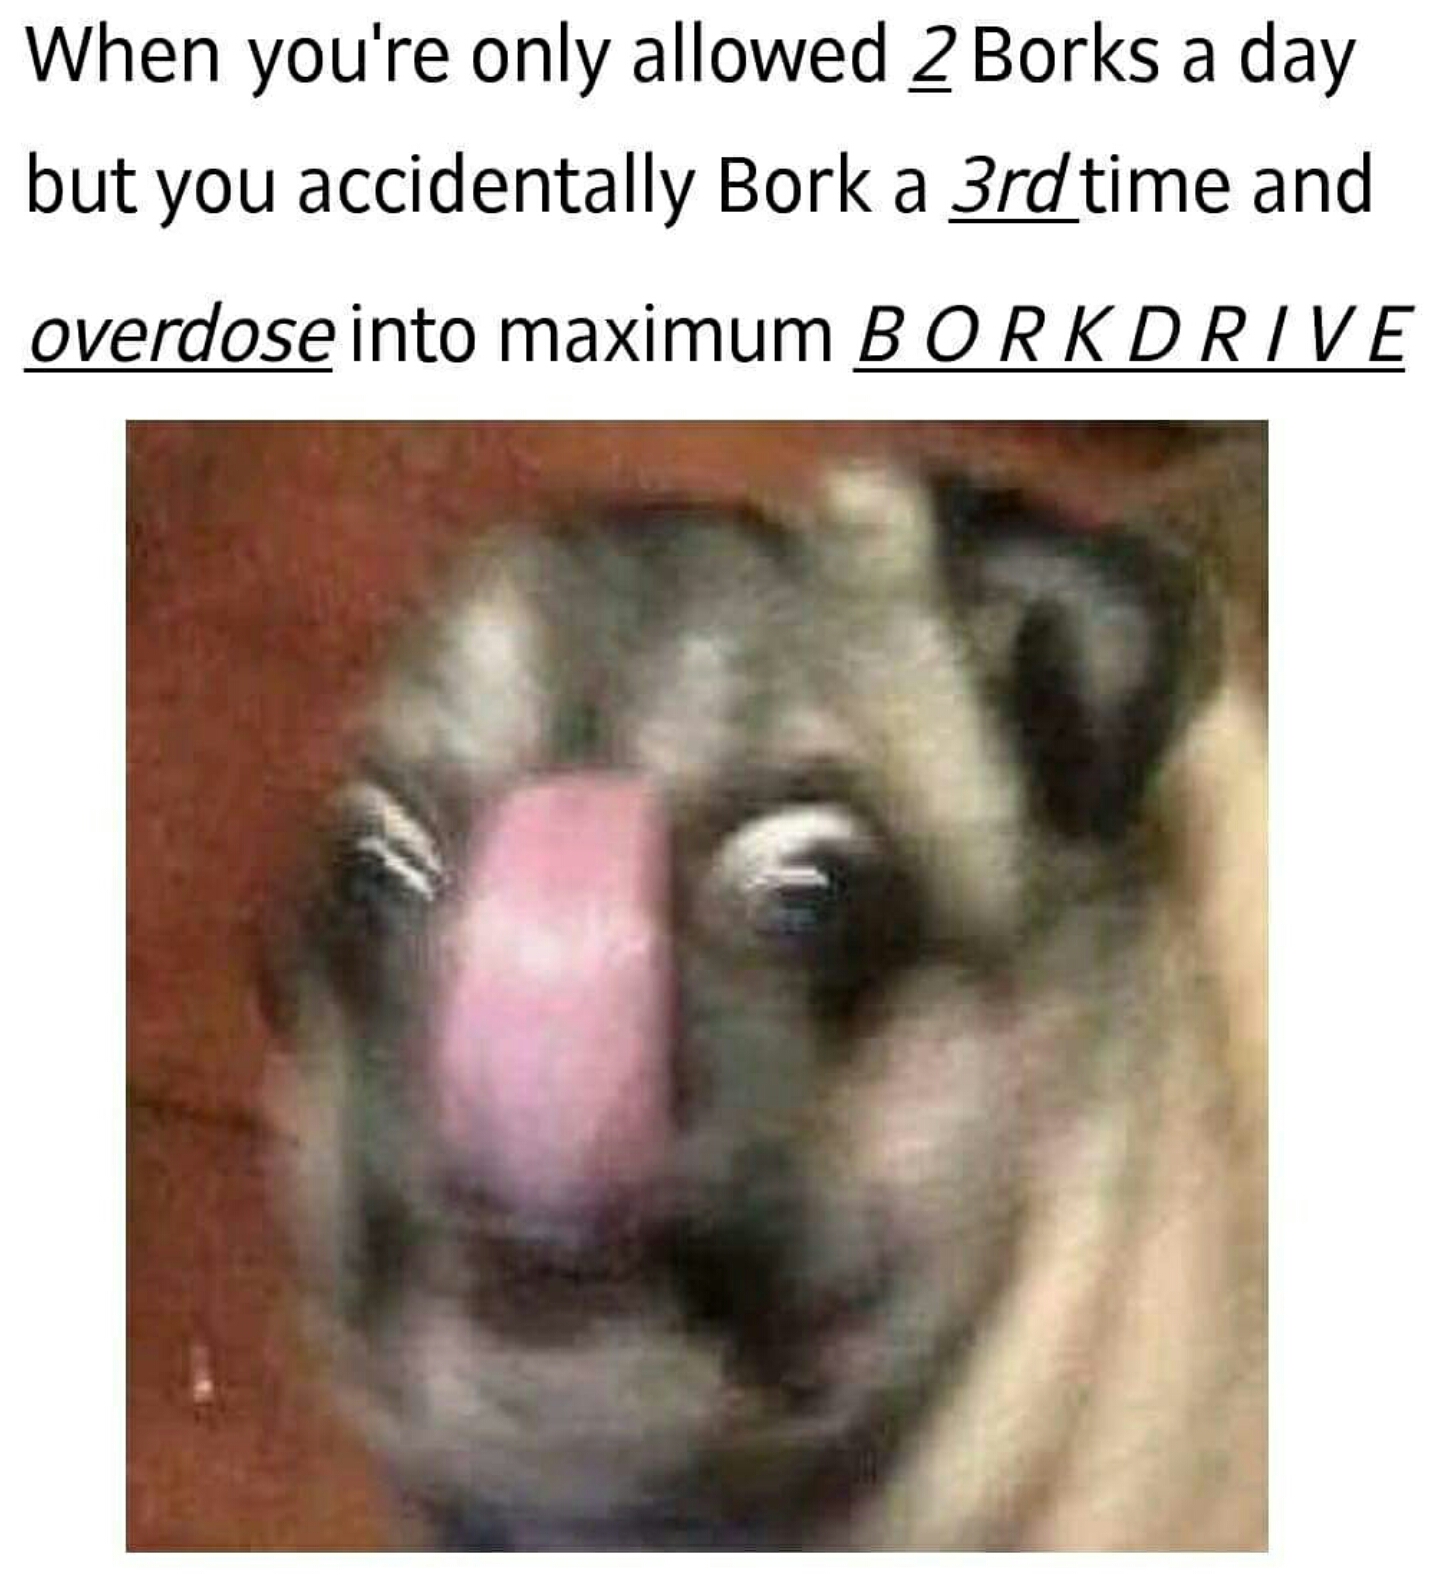 When you're only allowed 2 Borks a day
but you accidentally Bork a 3rd time and
overdose into maximum B O R K D R I V E